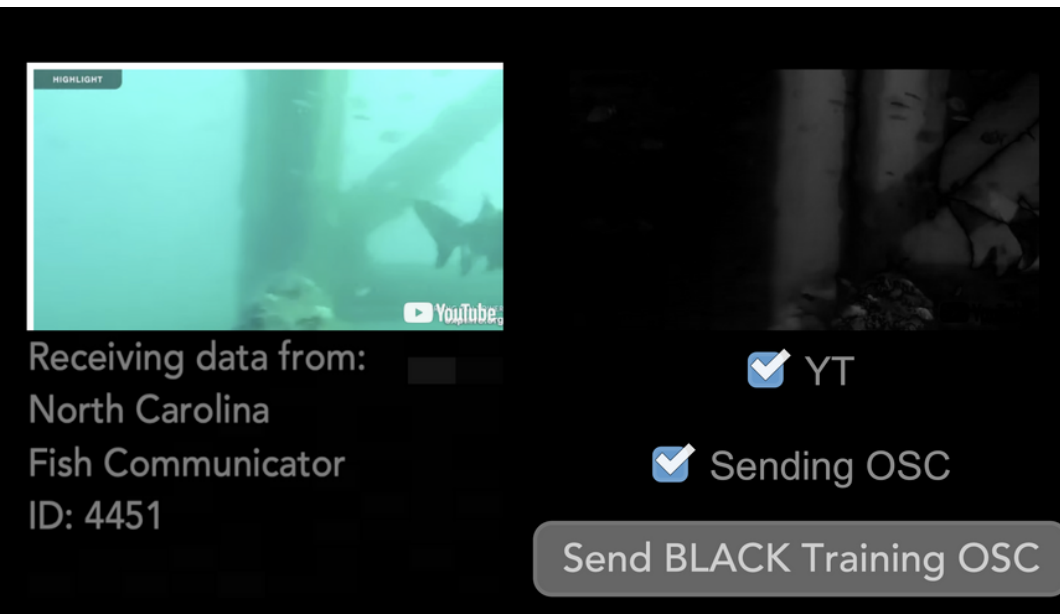 HIGHLIGHT
YouTube
Receiving data from:
North Carolina
Fish Communicator
ID: 4451
YT
Sending OSC
Send BLACK Training OSC